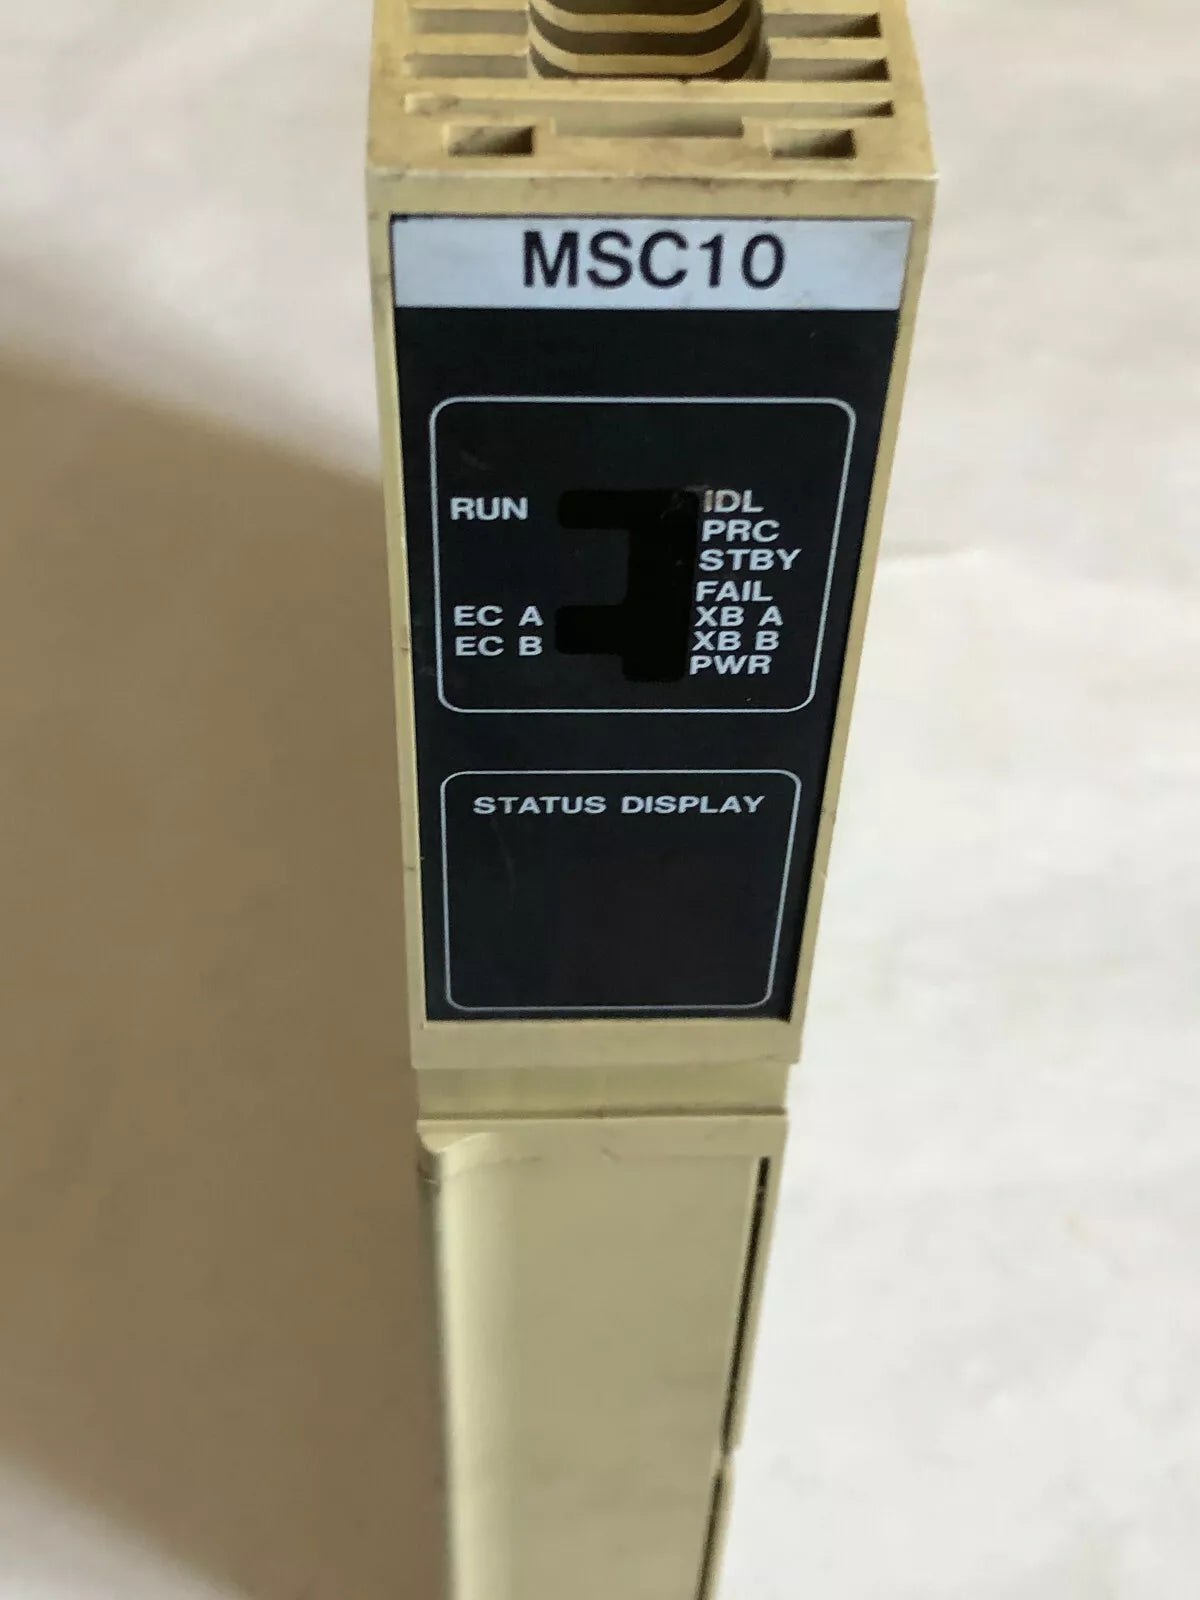 MSC10
RUN IDL
PRC
STBY
FAIL
EC A XB A
EC B XB B
PWR
STATUS DISPLAY